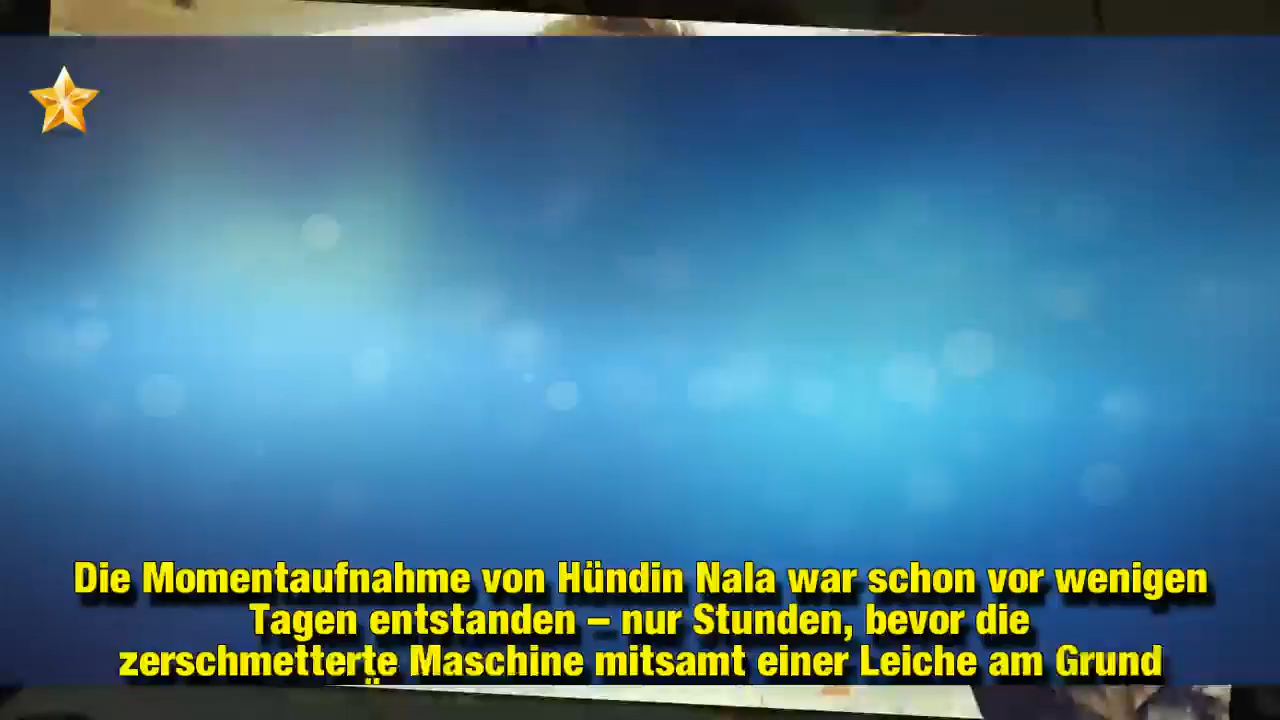 Die Momentaufnahme von Hündin Nala war schon vor wenigen
Tagen entstanden – nur Stunden, bevor die
zerschmetterte Maschine mitsamt einer Leiche am Grund